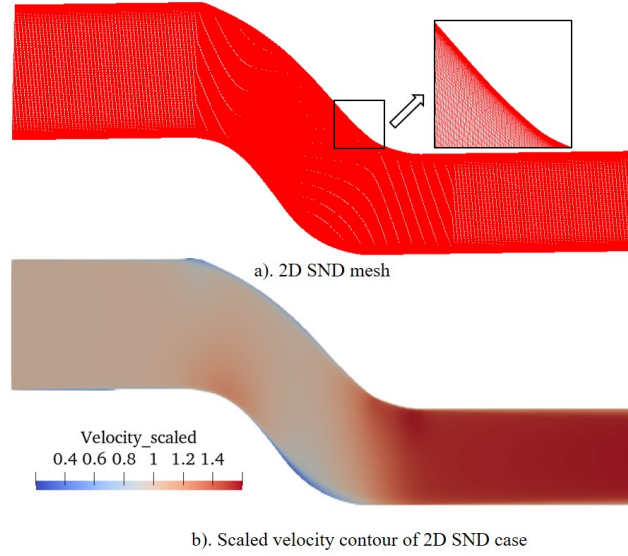 a). 2D SND mesh
Velocity_scaled
0.4 0.6 0.8 1 1.2 1.4
b). Scaled velocity contour of 2D SND case